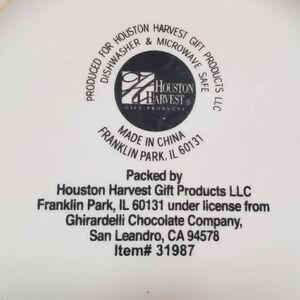 PRODUCED FOR HOUSTON HARVEST GIFT PRODUCTS LLC
DISHWASHER & MICROWAVE SAFE
HOUSTON
HARVEST ®
GIFT PRODUCTS
MADE IN CHINA
FRANKLIN PARK, IL 60131
Packed by
Houston Harvest Gift Products LLC
Franklin Park, IL 60131 under license from
Ghirardelli Chocolate Company,
San Leandro, CA 94578
Item# 31987